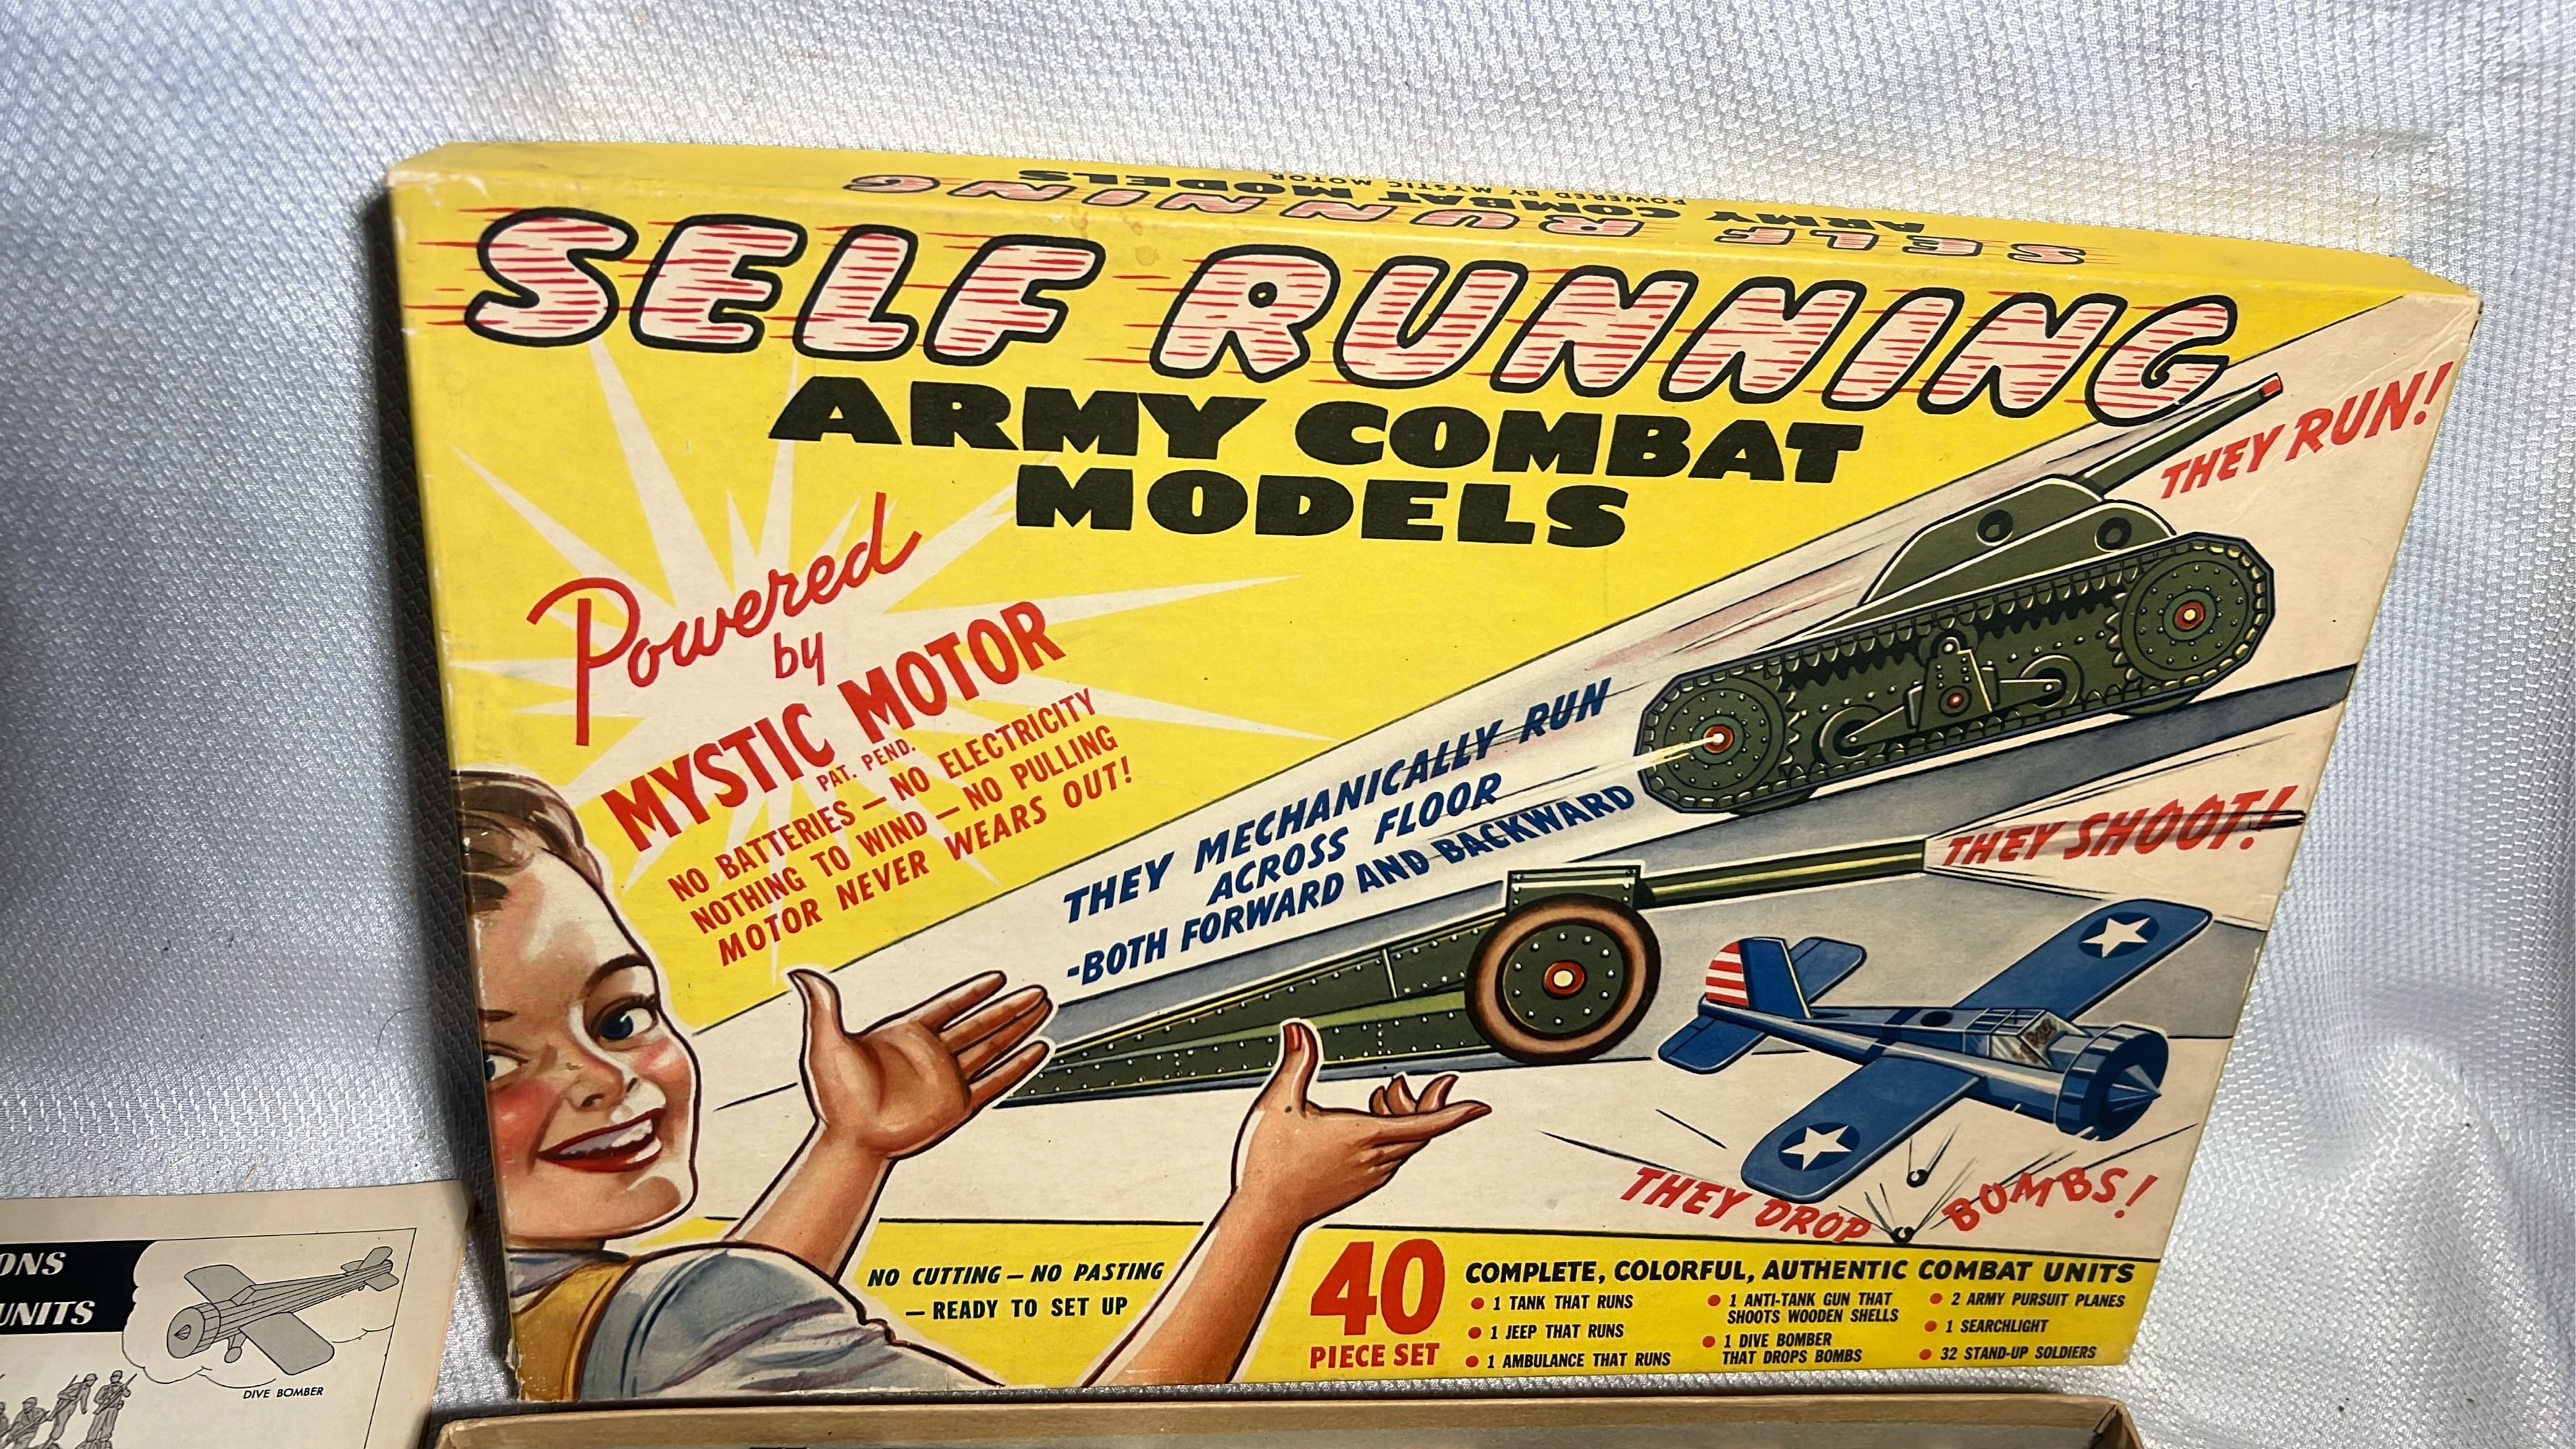 SELF RUNNING
ARMY COMBAT MODELS
POWERED BY MYSTIC MOTOR
SELF RUNNING
ARMY COMBAT
MODELS
THEY RUN!
Powered
by
MYSTIC MOTOR
PAT. PEND.
NO BATTERIES — NO ELECTRICITY
NOTHING TO WIND — NO PULLING
MOTOR NEVER WEARS OUT!
THEY MECHANICALLY RUN
ACROSS FLOOR
-BOTH FORWARD AND BACKWARD
THEY SHOOT!
THEY DROP BOMBS!
NO CUTTING — NO PASTING
— READY TO SET UP
40
PIECE SET
COMPLETE, COLORFUL, AUTHENTIC COMBAT UNITS
• 1 TANK THAT RUNS
• 1 JEEP THAT RUNS
• 1 AMBULANCE THAT RUNS
• 1 ANTI-TANK GUN THAT
SHOOTS WOODEN SHELLS
• 1 DIVE BOMBER
THAT DROPS BOMBS
• 2 ARMY PURSUIT PLANES
• 1 SEARCHLIGHT
• 32 STAND-UP SOLDIERS
ONS
UNITS
DIVE BOMBER